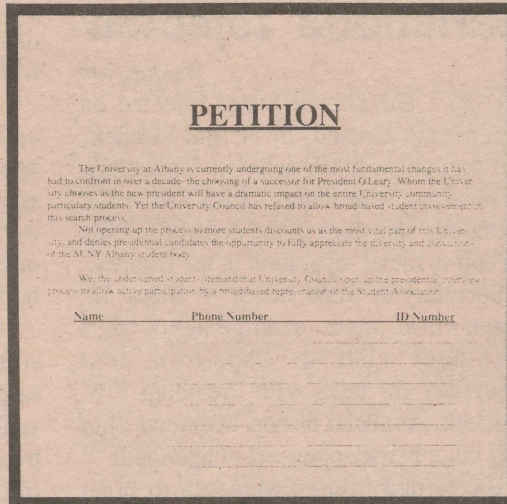 PETITION
The University at Albany is currently undergoing one of the most fundamental changes it has
had to confront in over a decade- the choosing of a successor for President O'Leary. Whom the Univer-
sity chooses as the new president will have a dramatic impact on the entire University community
particulary students. Yet the University Council has refused to allow broad-based student involvement in
this search process.
Not opening up the process to more students discounts us as the most vital part of this Univer-
sity, and denies presidential candidates the opportunity to fully appreciate the diversity and
of the SUNY Albany student body.
We, the undersigned students demand that University Council open up the presidential interview
process to allow active participation by a broad-based representation of the Student Association.
Name Phone Number ID Number